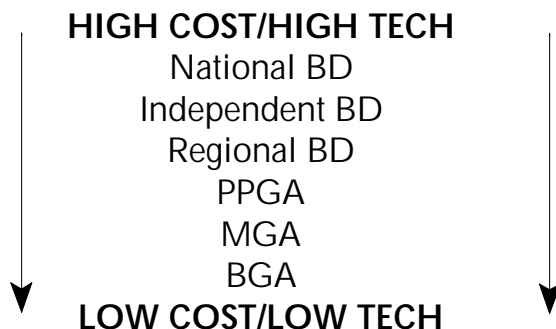 HIGH COST/HIGH TECH
National BD
Independent BD
Regional BD
PPGA
MGA
BGA
LOW COST/LOW TECH